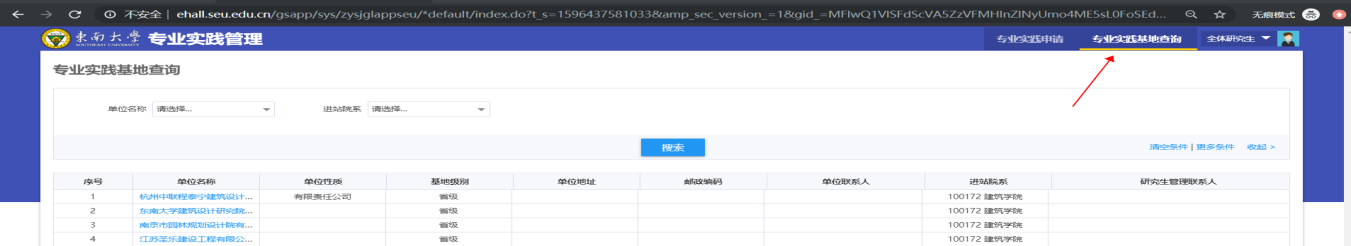 不安全 | ehall.seu.edu.cn/gsapp/sys/zysjglappseu/*default/index.do?t_s=1596437581033&amp_sec_version_=1&gid_=MFIwQ1VISFdScVA5ZzVFMHlnZlNyUmo4ME5sL0FoSEd... 无痕模式
东南大学 专业实践管理 专业实践申请 专业实践基地查询 全体研究生
SOUTHEAST UNIVERSITY
专业实践基地查询
单位名称 请选择... 进站院系 请选择...
搜索 清空条件 | 更多条件 收起 >
序号 单位名称 单位性质 基地级别 单位地址 邮政编码 单位联系人 进站院系 研究生管理联系人
1 杭州中联程泰宁建筑设计... 有限责任公司 省级 100172 建筑学院
2 东南大学建筑设计研究院... 省级 100172 建筑学院
3 南京市园林规划设计院有... 省级 100172 建筑学院
4 江苏圣乐建设工程有限公... 省级 100172 建筑学院